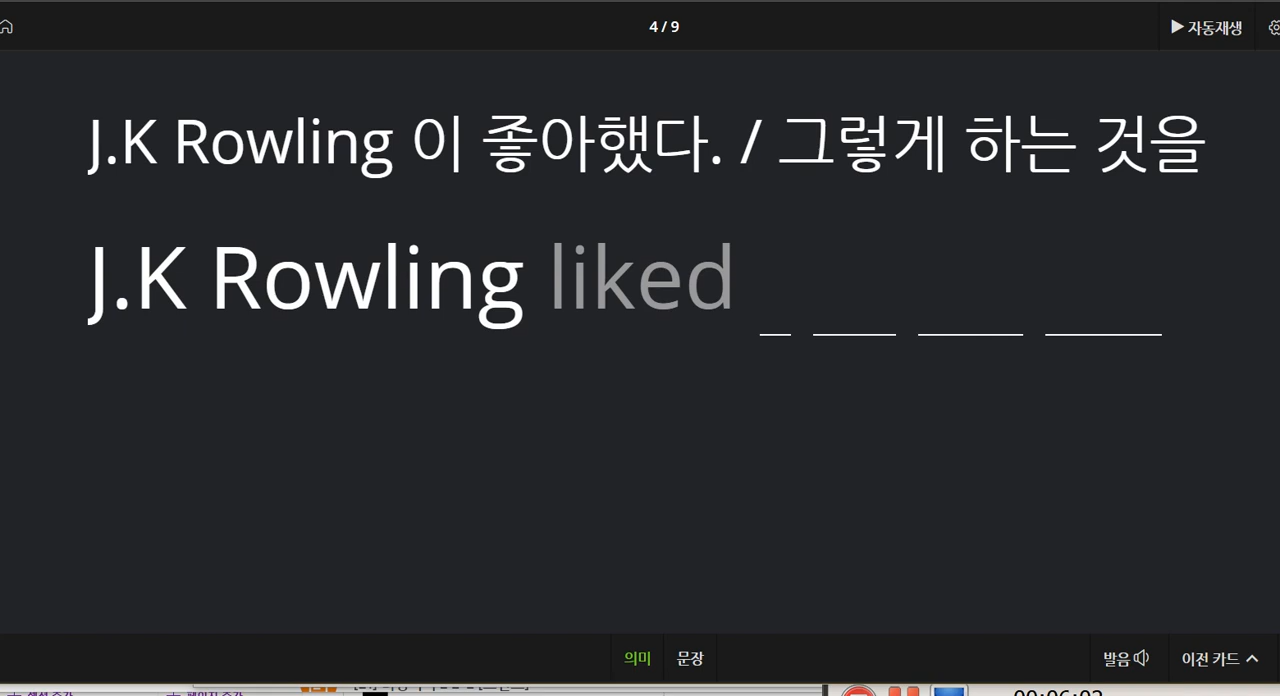 4 / 9
▶ 자동재생
J.K Rowling 이 좋아했다. / 그렇게 하는 것을
J.K Rowling liked _ _ _ _
의미
문장
발음
이전 카드